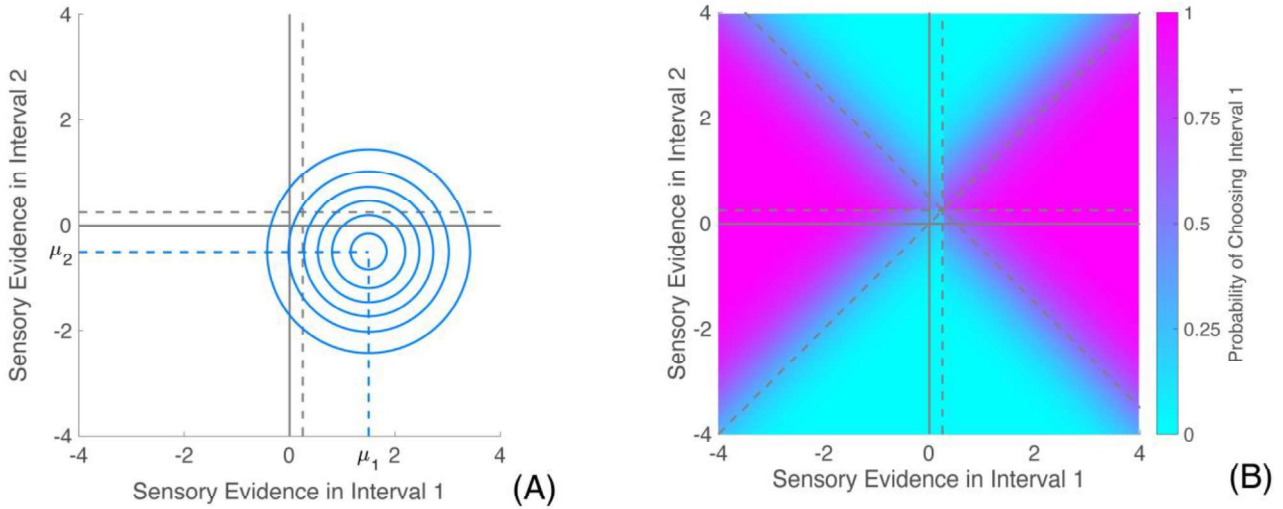 4
2
0
μ2
-2
-4
Sensory Evidence in Interval 2
-4
-2
0
μ1
2
4
Sensory Evidence in Interval 1
(A)
4
2
0
-2
-4
Sensory Evidence in Interval 2
-4
-2
0
2
4
Sensory Evidence in Interval 1
1
0.75
0.5
0.25
0
Probability of Choosing Interval 1
(B)